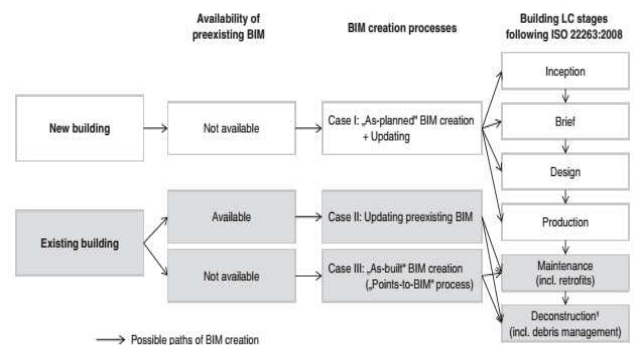 Availability of
preexisting BIM
BIM creation processes
Building LC stages
following ISO 22263:2008
New building
Not available
Case I: „As-planned" BIM creation
+ Updating
Inception
Brief
Design
Production
Existing building
Available
Case II: Updating preexisting BIM
Not available
Case III: „As-built" BIM creation
(„Points-to-BIM" process)
Maintenance
(incl. retrofits)
Deconstruction¹
(incl. debris management)
Possible paths of BIM creation